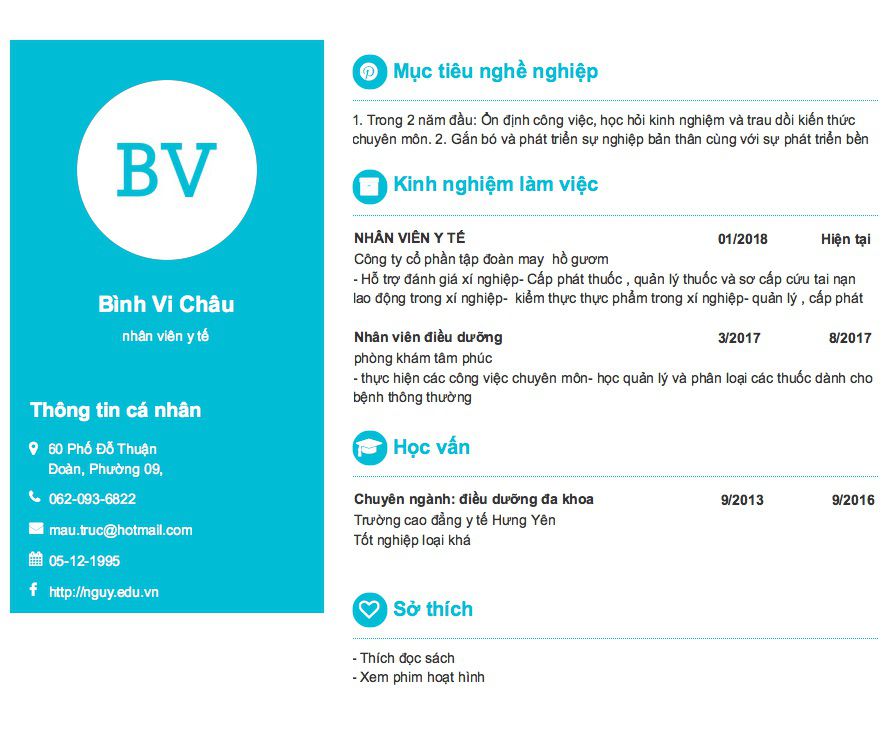 BV
Bình Vi Châu
nhân viên y tế
Thông tin cá nhân
60 Phố Đỗ Thuận
Đoàn, Phường 09,
062-093-6822
mau.truc@hotmail.com
05-12-1995
http://nguy.edu.vn
Mục tiêu nghề nghiệp
1. Trong 2 năm đầu: Ổn định công việc, học hỏi kinh nghiệm và trau dồi kiến thức
chuyên môn. 2. Gắn bó và phát triển sự nghiệp bản thân cùng với sự phát triển bền
Kinh nghiệm làm việc
NHÂN VIÊN Y TẾ 01/2018 Hiện tại
Công ty cổ phần tập đoàn may hồ gươm
- Hỗ trợ đánh giá xí nghiệp- Cấp phát thuốc , quản lý thuốc và sơ cấp cứu tai nạn
lao động trong xí nghiệp- kiểm thực thực phẩm trong xí nghiệp- quản lý , cấp phát
Nhân viên điều dưỡng 3/2017 8/2017
phòng khám tâm phúc
- thực hiện các công việc chuyên môn- học quản lý và phân loại các thuốc dành cho
bệnh thông thường
Học vấn
Chuyên ngành: điều dưỡng đa khoa 9/2013 9/2016
Trường cao đẳng y tế Hưng Yên
Tốt nghiệp loại khá
Sở thích
- Thích đọc sách
- Xem phim hoạt hình